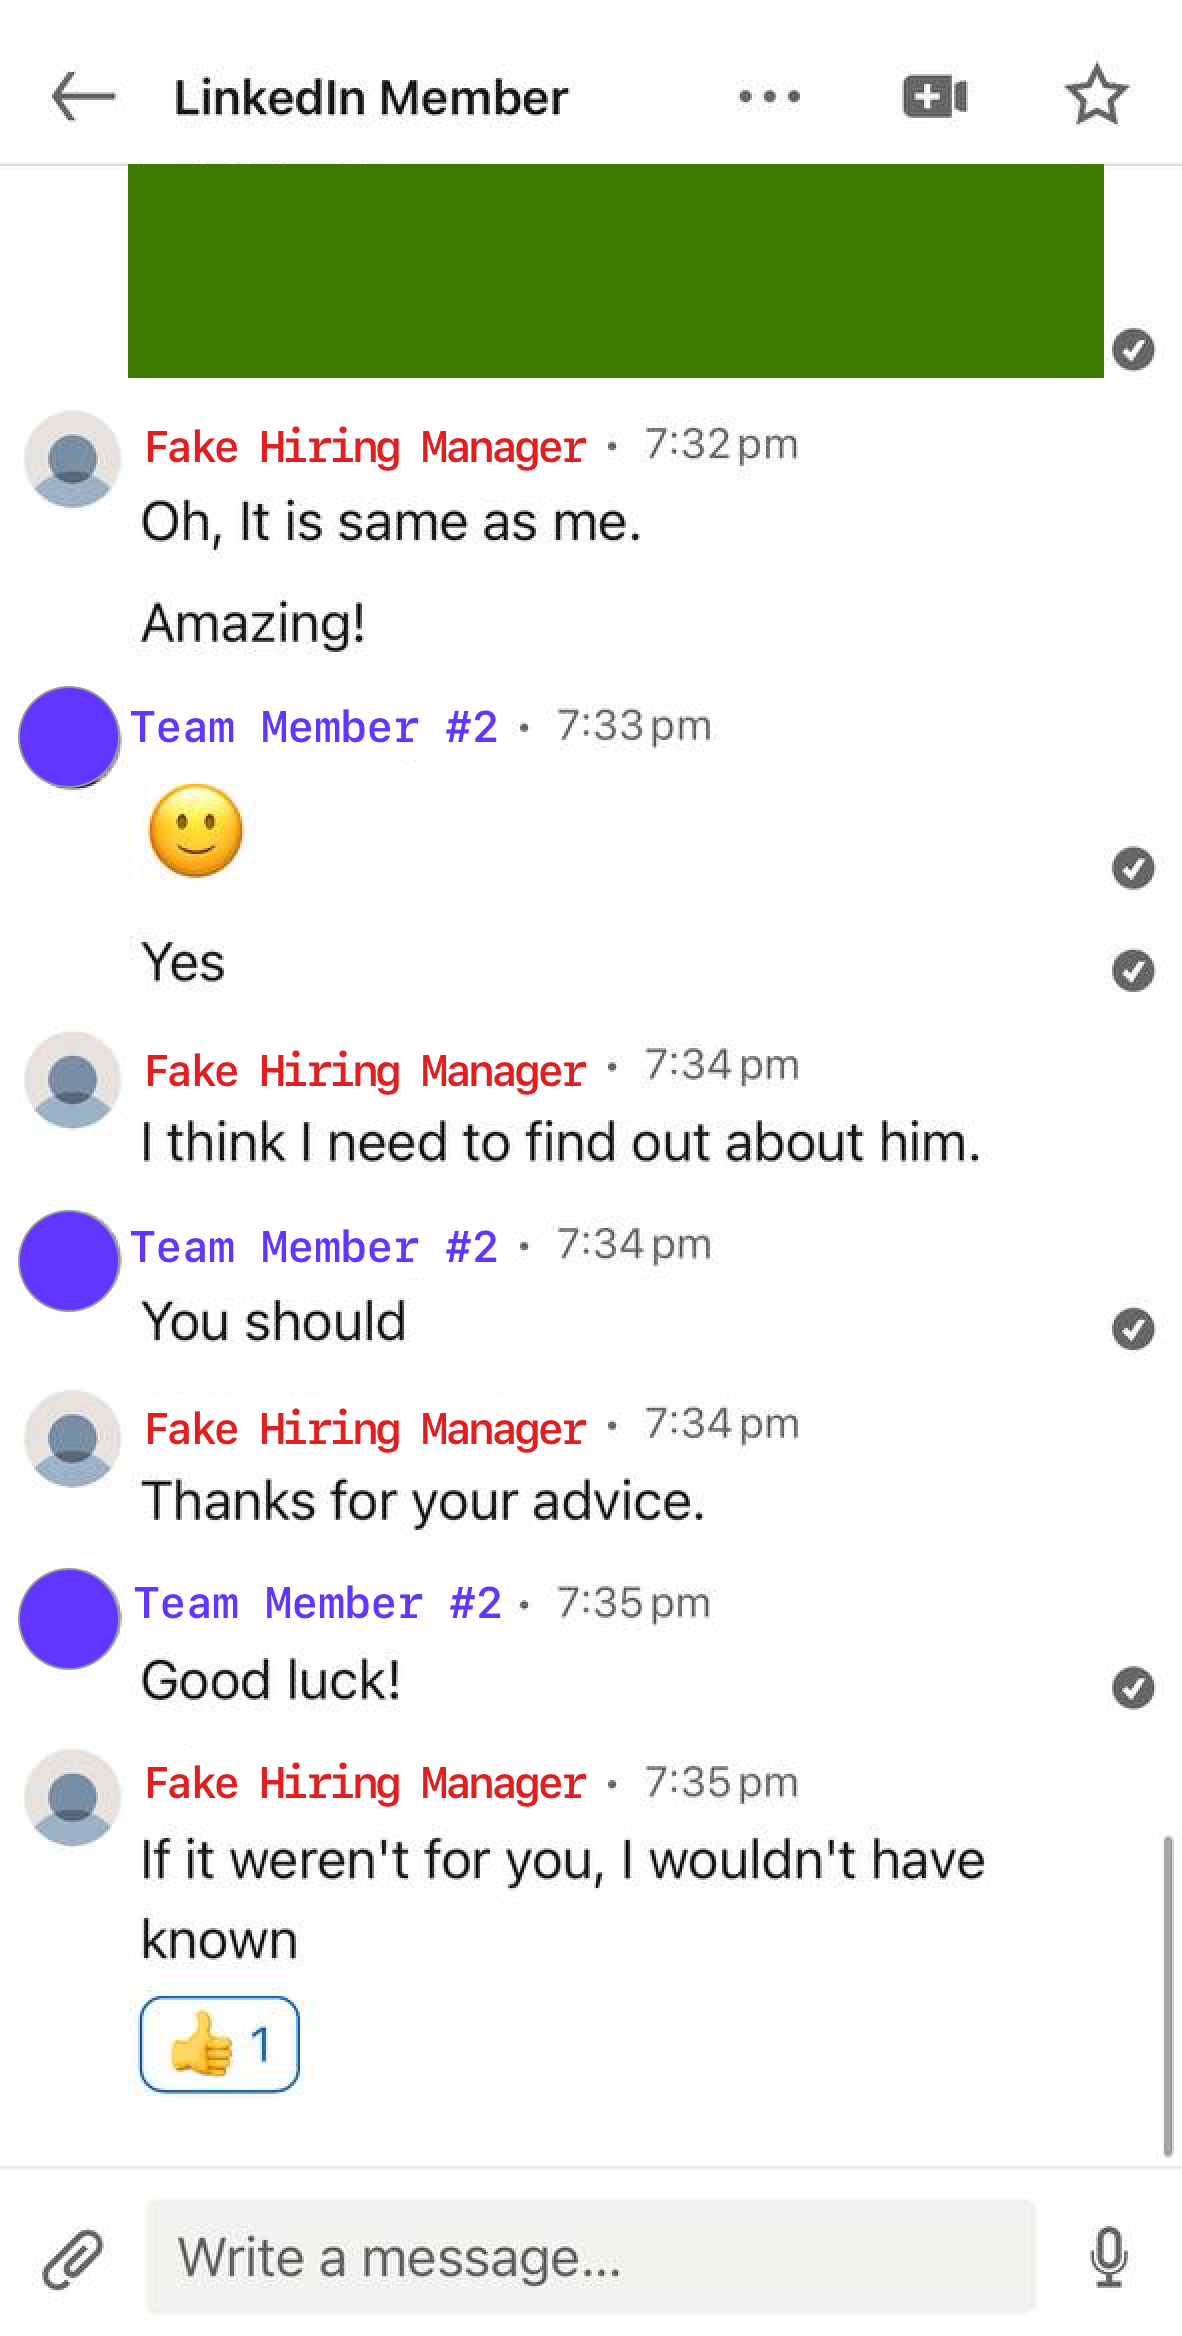 LinkedIn Member
Fake Hiring Manager • 7:32 pm
Oh, It is same as me.
Amazing!
Team Member #2 • 7:33 pm
🙂
Yes
Fake Hiring Manager • 7:34 pm
I think I need to find out about him.
Team Member #2 • 7:34 pm
You should
Fake Hiring Manager • 7:34 pm
Thanks for your advice.
Team Member #2 • 7:35 pm
Good luck!
Fake Hiring Manager • 7:35 pm
If it weren't for you, I wouldn't have
known
👍 1
Write a message...